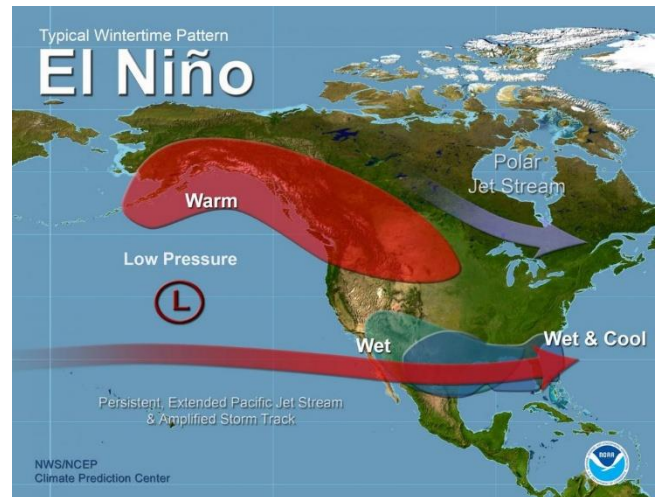 Typical Wintertime Pattern
El Niño
Polar
Jet Stream
Warm
Low Pressure
L
Wet
Wet & Cool
Persistent, Extended Pacific Jet Stream
& Amplified Storm Track
NWS/NCEP
Climate Prediction Center
NOAA